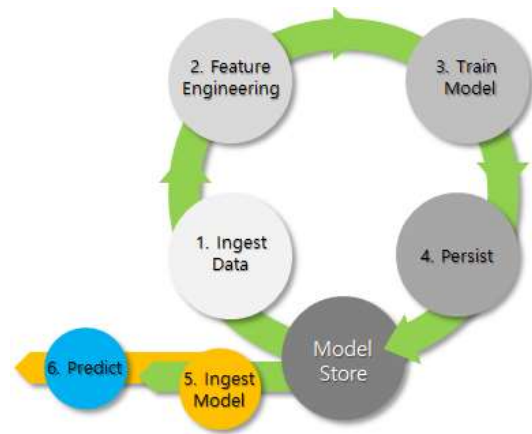 2. Feature
Engineering
3. Train
Model
1. Ingest
Data
4. Persist
Model
Store
5. Ingest
Model
6. Predict